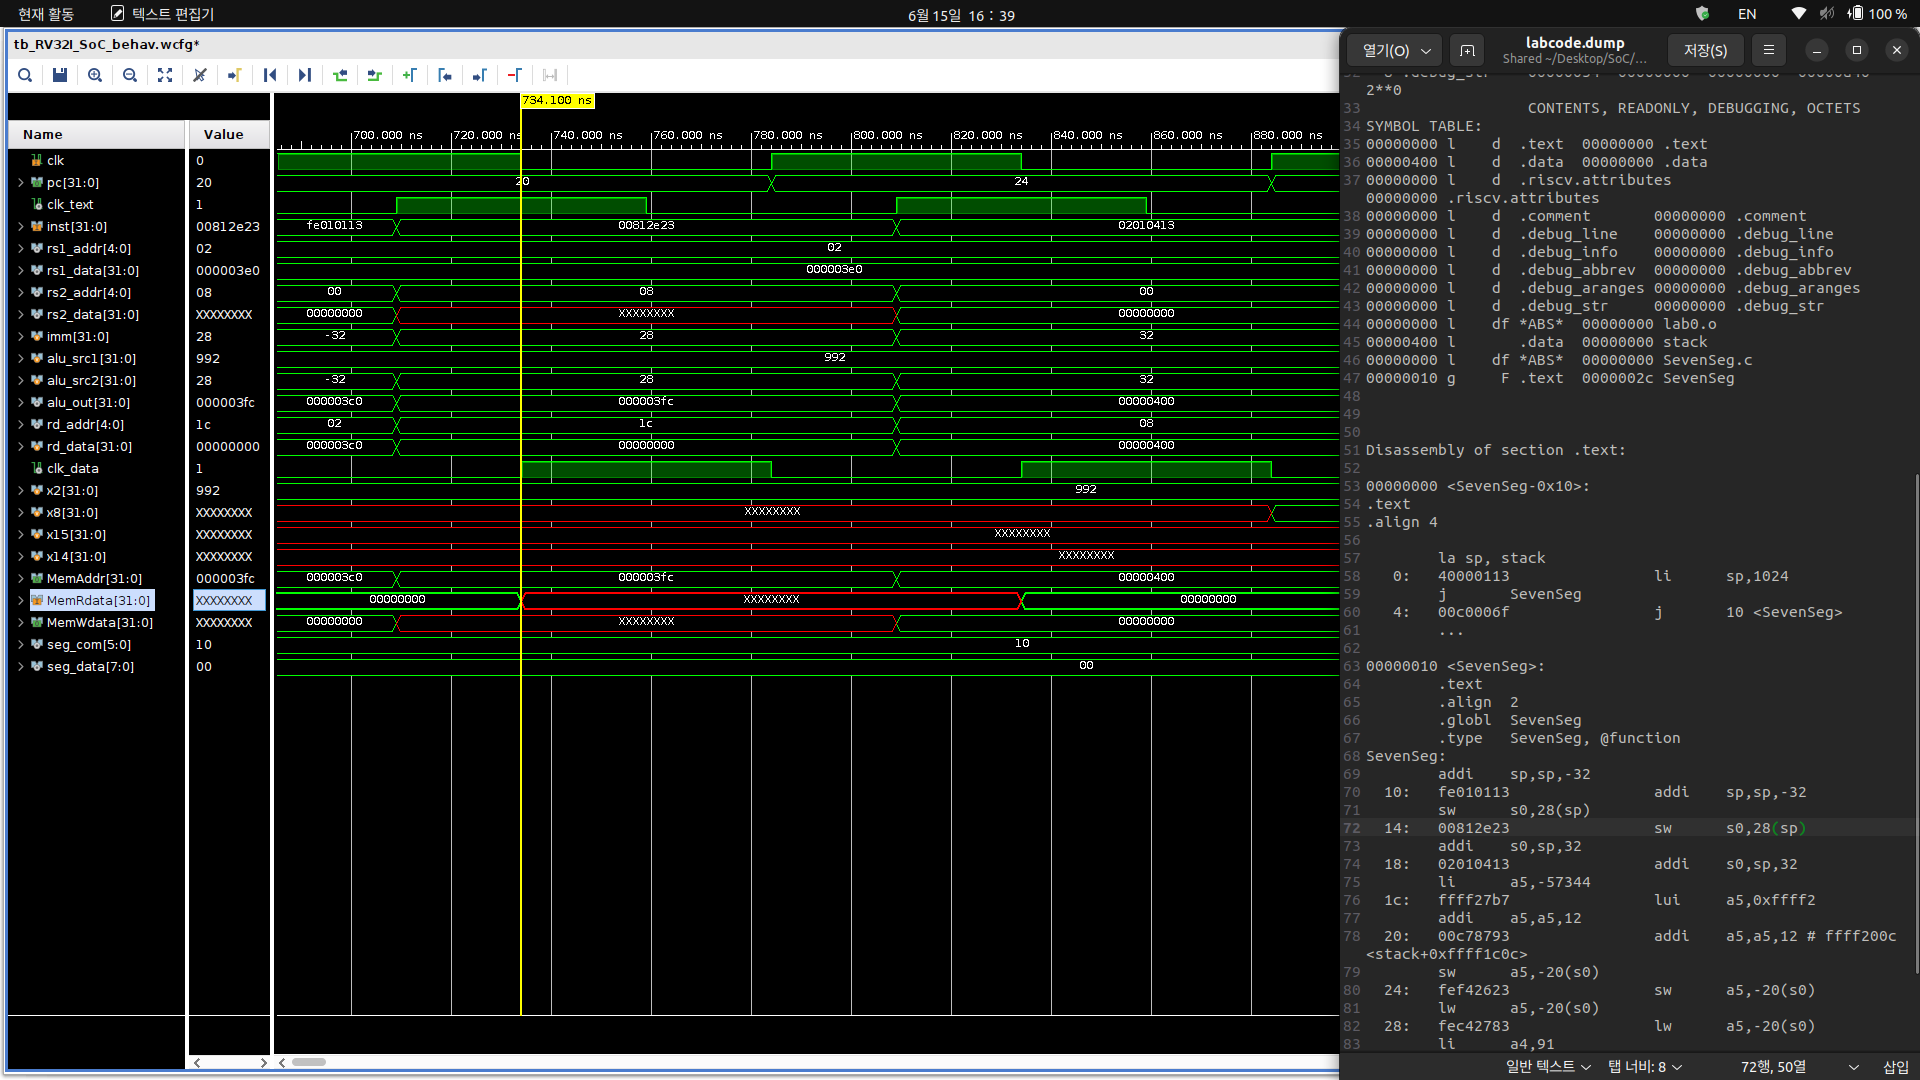 현재 활동 텍스트 편집기 6월 15일 16 : 39 EN 100 %
tb_RV32I_SoC_behav.wcfg*
734.100 ns
Name Value 700.000 ns 720.000 ns 740.000 ns 760.000 ns 780.000 ns 800.000 ns 820.000 ns 840.000 ns 860.000 ns 880.000 ns
clk 0
pc[31:0] 20 20 24
clk_text 1
inst[31:0] 00812e23 fe010113 00812e23 02010413
rs1_addr[4:0] 02 02
rs1_data[31:0] 000003e0 000003e0
rs2_addr[4:0] 08 00 08 00
rs2_data[31:0] XXXXXXXX 00000000 XXXXXXXX 00000000
imm[31:0] 28 -32 28 32
alu_src1[31:0] 992 992
alu_src2[31:0] 28 -32 28 32
alu_out[31:0] 000003fc 000003c0 000003fc 00000400
rd_addr[4:0] 1c 02 1c 08
rd_data[31:0] 00000000 000003c0 00000000 00000400
clk_data 1
x2[31:0] 992 992
x8[31:0] XXXXXXXX XXXXXXXX
x15[31:0] XXXXXXXX XXXXXXXX
x14[31:0] XXXXXXXX XXXXXXXX
MemAddr[31:0] 000003fc 000003c0 000003fc 00000400
MemRdata[31:0] XXXXXXXX 00000000 XXXXXXXX 00000000
MemWdata[31:0] XXXXXXXX 00000000 XXXXXXXX 00000000
seg_com[5:0] 10 10
seg_data[7:0] 00 00
열기(O) labcode.dump 저장(S)
Shared ~/Desktop/SoC/...
2**0
33 CONTENTS, READONLY, DEBUGGING, OCTETS
34 SYMBOL TABLE:
35 00000000 l d .text 00000000 .text
36 00000400 l d .data 00000000 .data
37 00000000 l d .riscv.attributes
00000000 .riscv.attributes
38 00000000 l d .comment 00000000 .comment
39 00000000 l d .debug_line 00000000 .debug_line
40 00000000 l d .debug_info 00000000 .debug_info
41 00000000 l d .debug_abbrev 00000000 .debug_abbrev
42 00000000 l d .debug_aranges 00000000 .debug_aranges
43 00000000 l d .debug_str 00000000 .debug_str
44 00000000 l df *ABS* 00000000 lab0.o
45 00000400 l .data 00000000 stack
46 00000000 l df *ABS* 00000000 SevenSeg.c
47 00000010 g F .text 0000002c SevenSeg
48
49
50
51 Disassembly of section .text:
52
53 00000000 <SevenSeg-0x10>:
54 .text
55 .align 4
56
57 la sp, stack
58 0: 40000113 li sp,1024
59 j SevenSeg
60 4: 00c0006f j 10 <SevenSeg>
61 ...
62
63 00000010 <SevenSeg>:
64 .text
65 .align 2
66 .globl SevenSeg
67 .type SevenSeg, @function
68 SevenSeg:
69 addi sp,sp,-32
70 10: fe010113 addi sp,sp,-32
71 sw s0,28(sp)
72 14: 00812e23 sw s0,28(sp)
73 addi s0,sp,32
74 18: 02010413 addi s0,sp,32
75 li a5,-57344
76 1c: ffff27b7 lui a5,0xffff2
77 addi a5,a5,12
78 20: 00c78793 addi a5,a5,12 # ffff200c
<stack+0xffff1c0c>
79 sw a5,-20(s0)
80 24: fef42623 sw a5,-20(s0)
81 lw a5,-20(s0)
82 28: fec42783 lw a5,-20(s0)
83 li a4,91
일반 텍스트 탭 너비: 8 72행, 50열 삽입